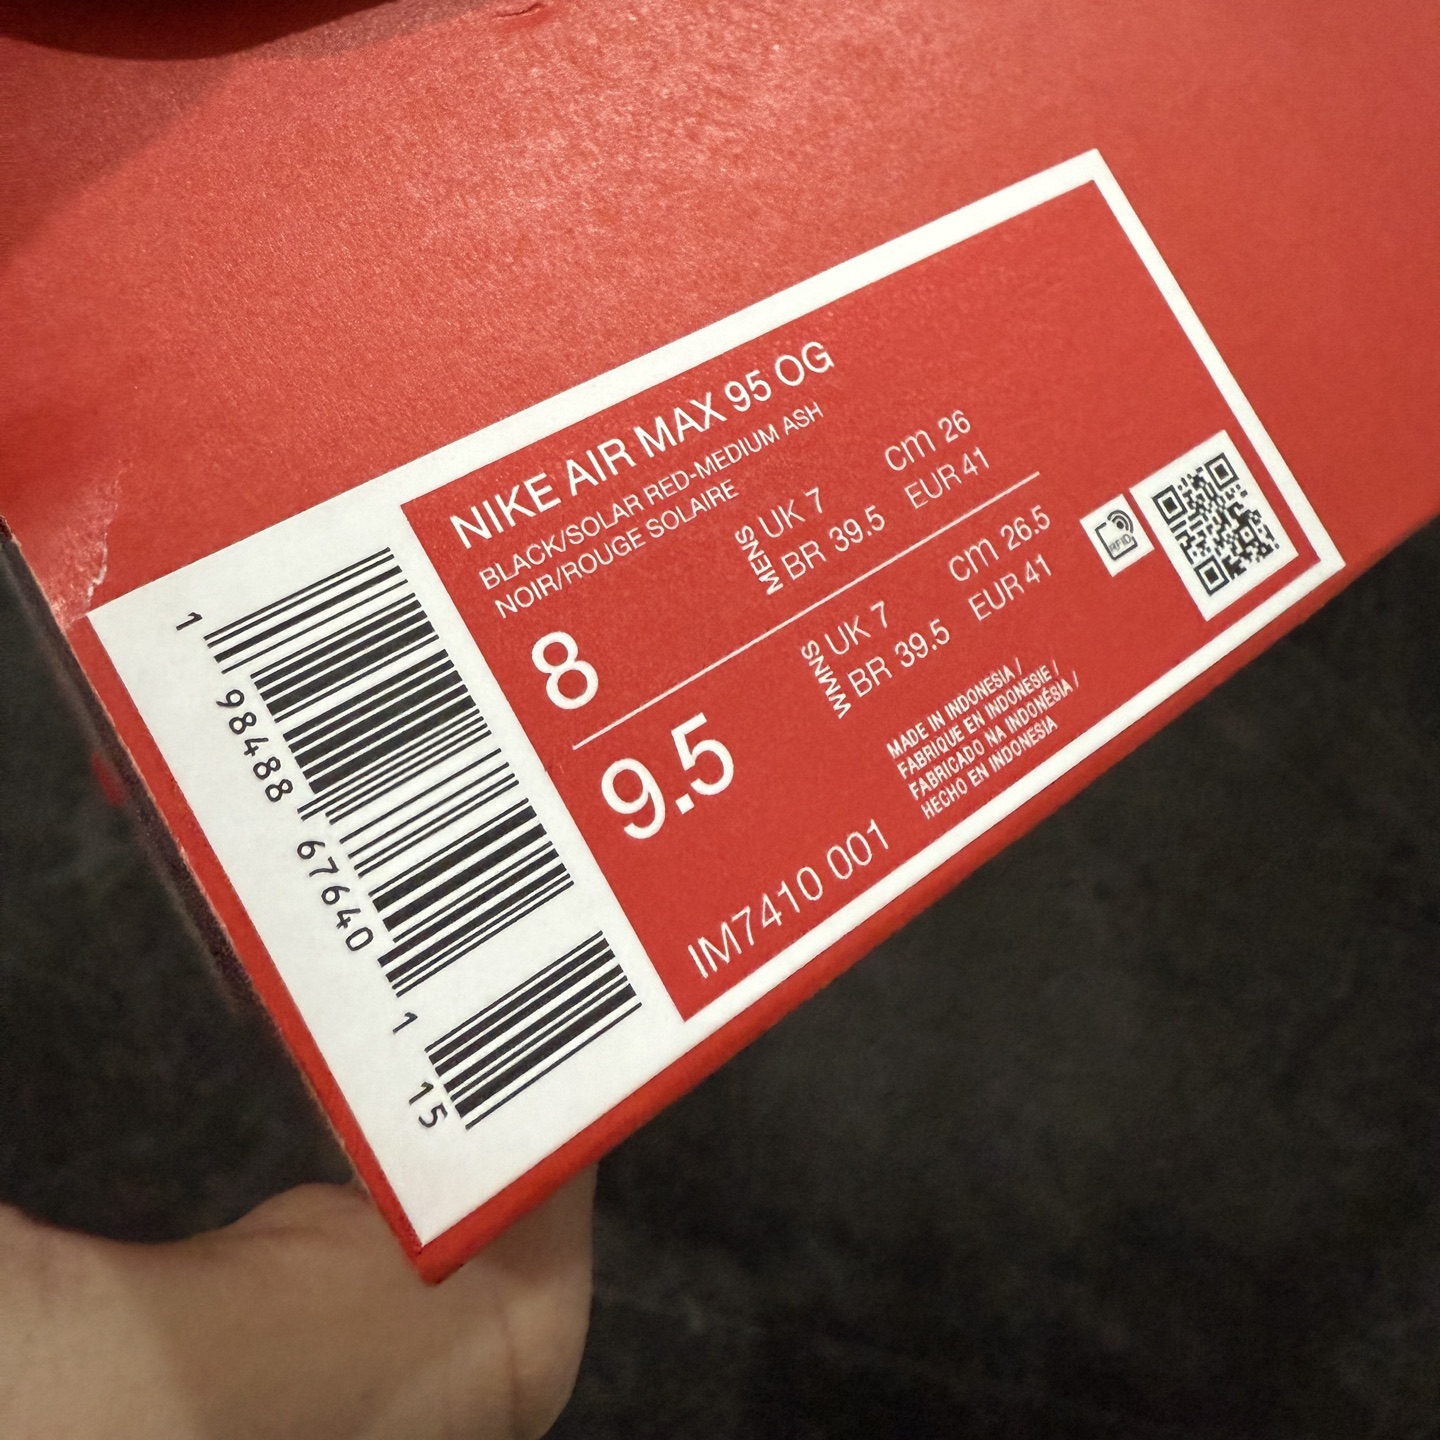 NIKE AIR MAX 95 OG
BLACK/SOLAR RED-MEDIUM ASH
NOIR/ROUGE SOLAIRE
8
MENS
UK 7
cm 26
BR 39.5
EUR 41
9.5
WMNS
UK 7
cm 26.5
BR 39.5
EUR 41
MADE IN INDONESIA /
FABRIQUE EN INDONESIE /
FABRICADO NA INDONÉSIA /
HECHO EN INDONESIA
IM7410 001
RFID
1 98488 67640 1
15